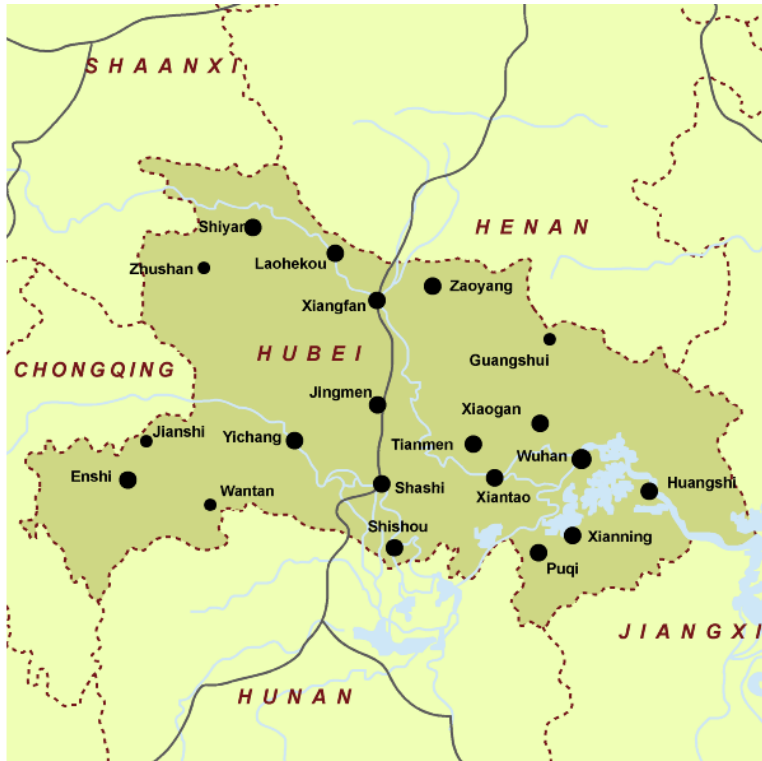 SHAANXI
HENAN
Shiyan
Laohekou
Zhushan
Zaoyang
Xiangfan
Guangshui
HUBEI
CHONGQING
Jingmen
Xiaogan
Jianshi
Yichang
Tianmen
Wuhan
Enshi
Wantan
Shashi
Xiantao
Huangshi
Shishou
Xianning
Puqi
JIANGXI
HUNAN